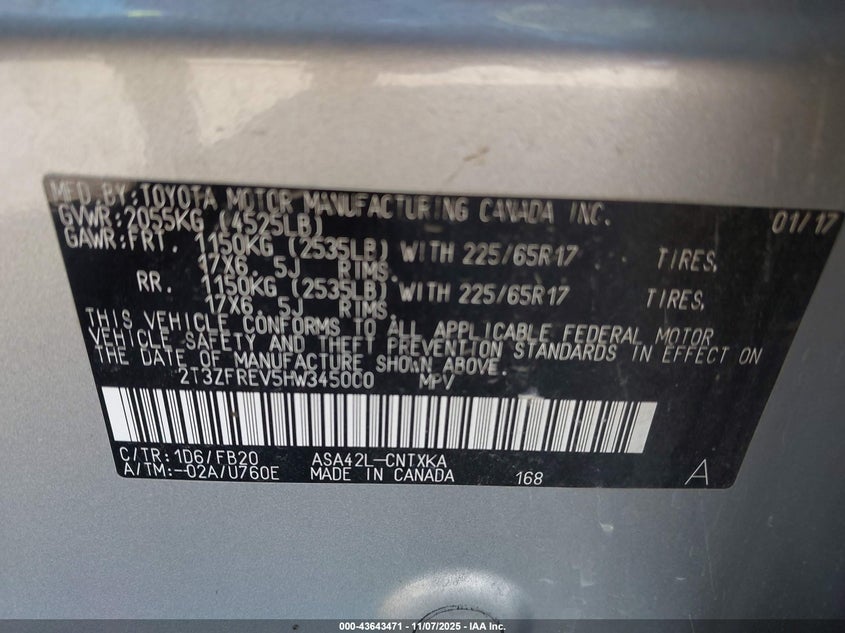 MFD.BY:TOYOTA MOTOR MANUFACTURING CANADA INC. 01/17
GVWR:2055KG (4525LB)
GAWR:FRT. 1150KG (2535LB) WITH 225/65R17 TIRES,
17X6. 5J RIMS.
RR. 1150KG (2535LB) WITH 225/65R17 TIRES,
17X6. 5J RIMS.
THIS VEHICLE CONFORMS TO ALL APPLICABLE FEDERAL MOTOR
VEHICLE SAFETY AND THEFT PREVENTION STANDARDS IN EFFECT ON
THE DATE OF MANUFACTURE SHOWN ABOVE.
2T3ZFREV5HW345000 MPV
C/TR:1D6/FB20 ASA42L-CNTXKA
A/TM:-02A/U760E MADE IN CANADA 168 A
000-43643471 - 11/07/2025 - IAA Inc.